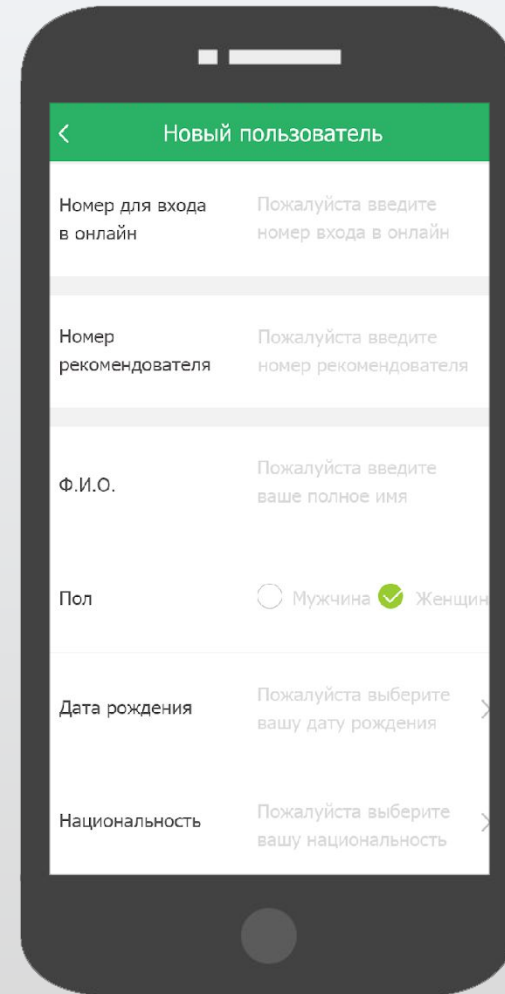 Новый пользователь
Номер для входа
в онлайн
Пожалуйста введите
номер входа в онлайн
Номер
рекомендователя
Пожалуйста введите
номер рекомендователя
Ф.И.О.
Пожалуйста введите
ваше полное имя
Пол
Мужчина Женщин
Дата рождения
Пожалуйста выберите
вашу дату рождения
Национальность
Пожалуйста выберите
вашу национальность